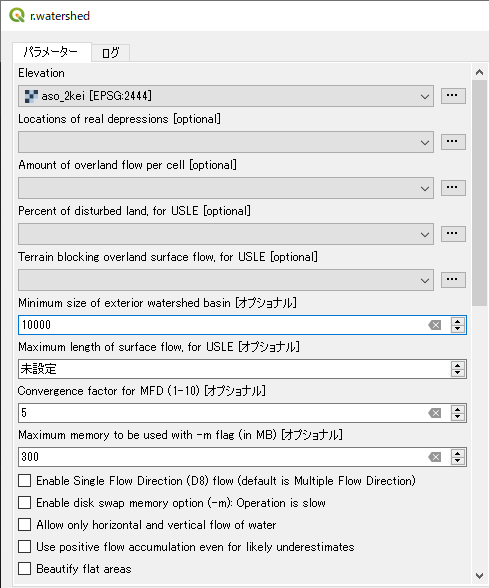 r.watershed
パラメーター ログ
Elevation
aso_2kei [EPSG:2444] ...
Locations of real depressions [optional]
...
Amount of overland flow per cell [optional]
...
Percent of disturbed land, for USLE [optional]
...
Terrain blocking overland surface flow, for USLE [optional]
...
Minimum size of exterior watershed basin [オプショナル]
10000
Maximum length of surface flow, for USLE [オプショナル]
未設定
Convergence factor for MFD (1-10) [オプショナル]
5
Maximum memory to be used with -m flag (in MB) [オプショナル]
300
Enable Single Flow Direction (D8) flow (default is Multiple Flow Direction)
Enable disk swap memory option (-m): Operation is slow
Allow only horizontal and vertical flow of water
Use positive flow accumulation even for likely underestimates
Beautify flat areas